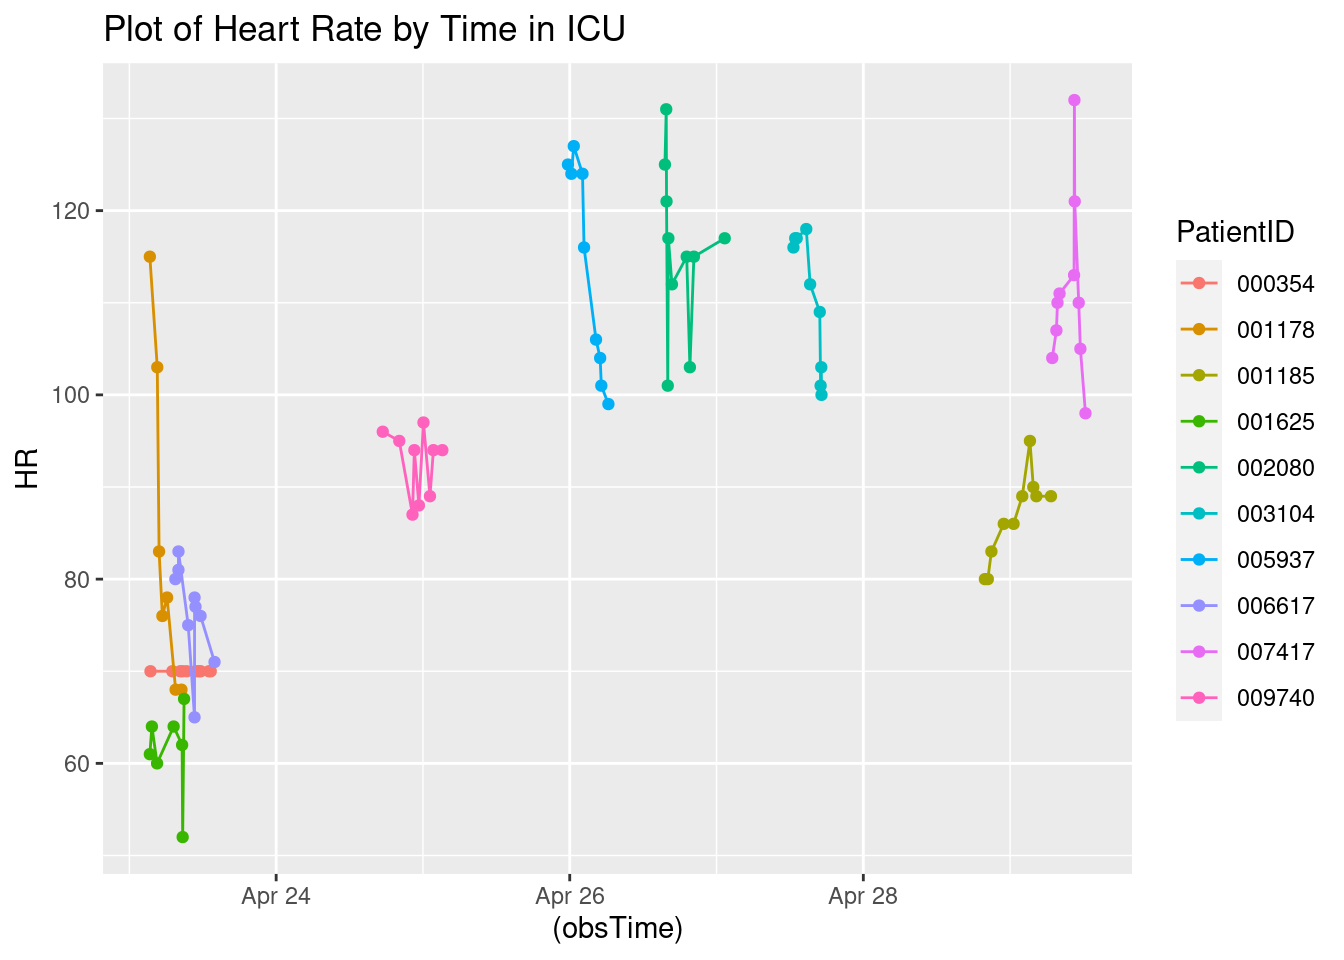 Plot of Heart Rate by Time in ICU
120
100
80
60
HR
Apr 24
Apr 26
Apr 28
(obsTime)
PatientID
000354
001178
001185
001625
002080
003104
005937
006617
007417
009740